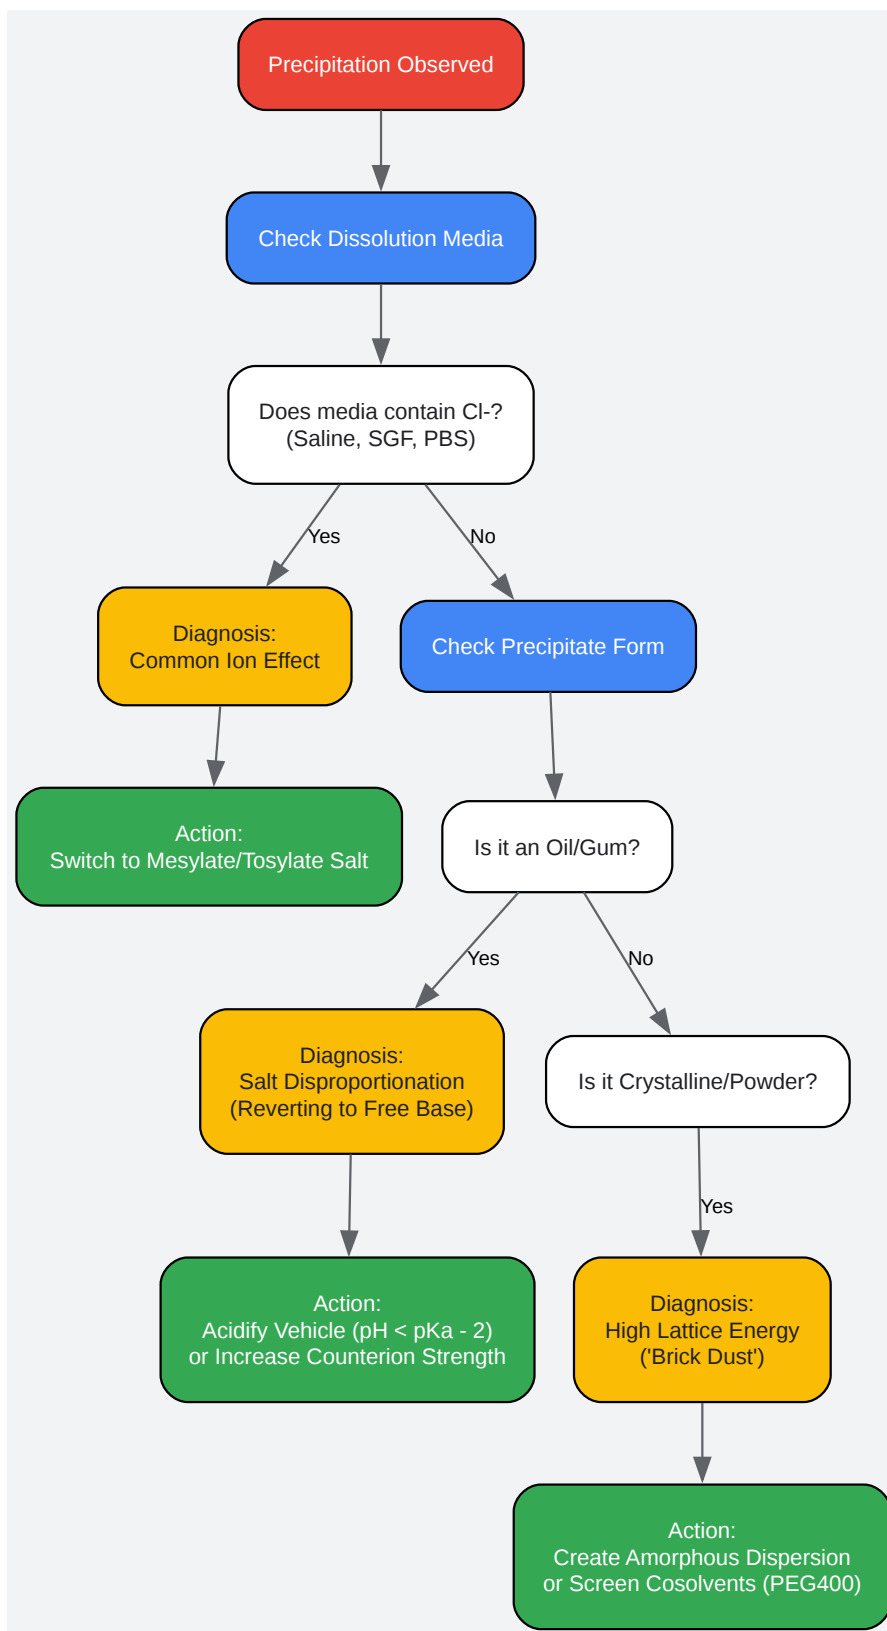 Precipitation Observed
Check Dissolution Media
Does media contain Cl-?
(Saline, SGF, PBS)
Yes
No
Diagnosis:
Common Ion Effect
Check Precipitate Form
Action:
Switch to Mesylate/Tosylate Salt
Is it an Oil/Gum?
Yes
No
Diagnosis:
Salt Disproportionation
(Reverting to Free Base)
Is it Crystalline/Powder?
Yes
Action:
Acidify Vehicle (pH < pKa - 2)
or Increase Counterion Strength
Diagnosis:
High Lattice Energy
('Brick Dust')
Action:
Create Amorphous Dispersion
or Screen Cosolvents (PEG400)